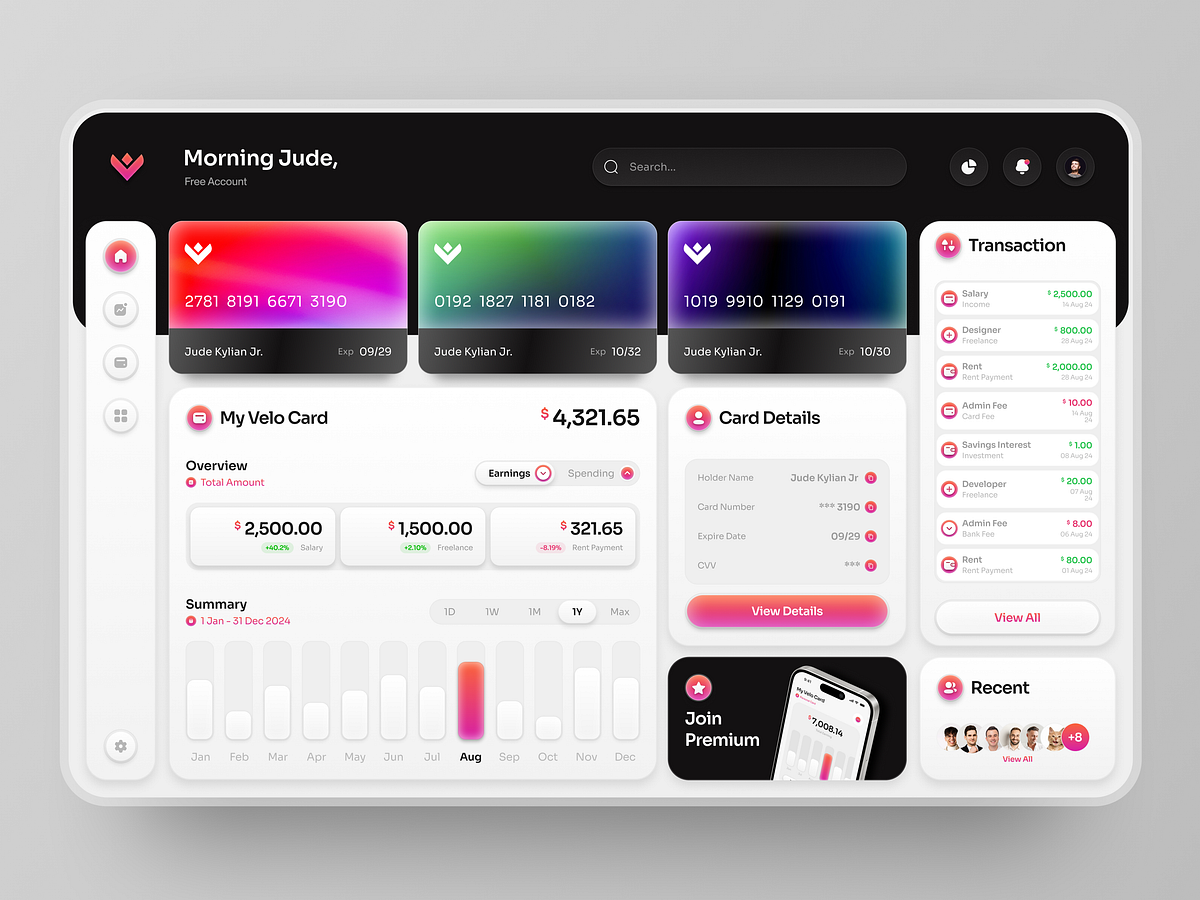 Morning Jude,
Free Account
Search...
2781 8191 6671 3190
Jude Kylian Jr.
Exp 09/29
0192 1827 1181 0182
Jude Kylian Jr.
Exp 10/32
1019 9910 1129 0191
Jude Kylian Jr.
Exp 10/30
My Velo Card
$4,321.65
Overview
Total Amount
Earnings
Spending
$2,500.00
+40.2% Salary
$1,500.00
+2.10% Freelance
$321.65
-8.19% Rent Payment
Summary
1 Jan - 31 Dec 2024
1D 1W 1M 1Y Max
Jan Feb Mar Apr May Jun Jul Aug Sep Oct Nov Dec
Card Details
Holder Name Jude Kylian Jr
Card Number *** 3190
Expire Date 09/29
CVV ***
View Details
Join
Premium
My Velo Card
$7,008.14
Transaction
Salary $2,500.00
Income 14 Aug 24
Designer $800.00
Freelance 28 Aug 24
Rent $2,000.00
Rent Payment 28 Aug 24
Admin Fee $10.00
Card Fee 14 Aug
24
Savings Interest $1.00
Investment 08 Aug 24
Developer $20.00
Freelance 07 Aug
24
Admin Fee $8.00
Bank Fee 06 Aug 24
Rent $80.00
Rent Payment 01 Aug 24
View All
Recent
+8
View All